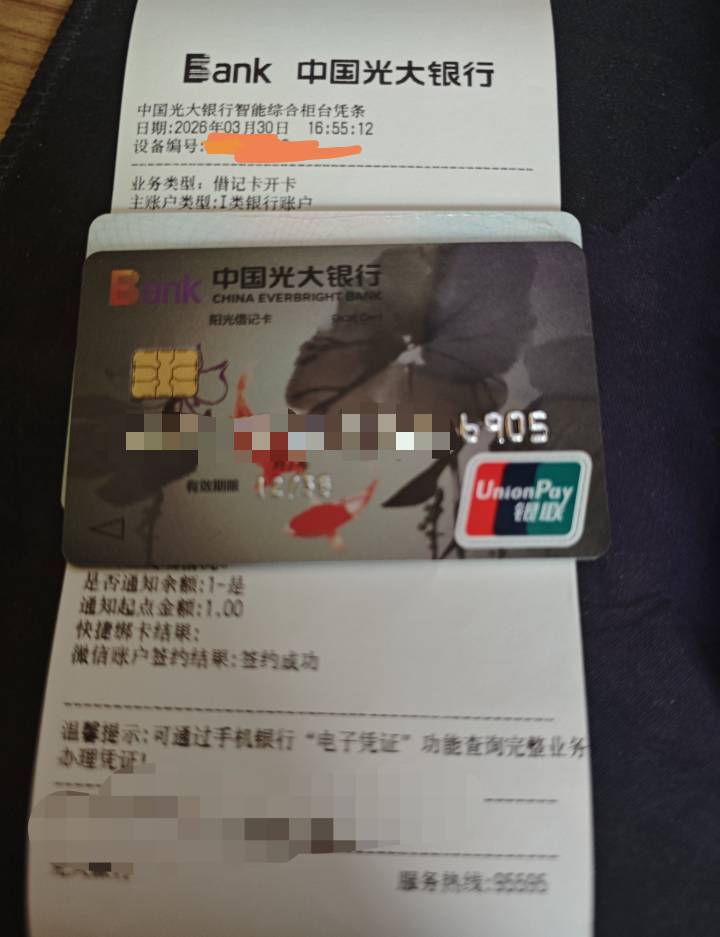 Bank 中国光大银行
中国光大银行智能综合柜台凭条
日期:2026年03月30日 16:55:12
设备编号:
业务类型: 借记卡开卡
主账户类型:I类银行账户
Bank 中国光大银行
CHINA EVERBRIGHT BANK
阳光借记卡 Debit Card
6905
有效期限
UnionPay
银联
是否通知余额:1-是
通知起点金额:1.00
快捷绑卡结果:
微信账户签约结果:签约成功
温馨提示:可通过手机银行“电子凭证”功能查询完整业务
办理凭证!
服务热线:95595